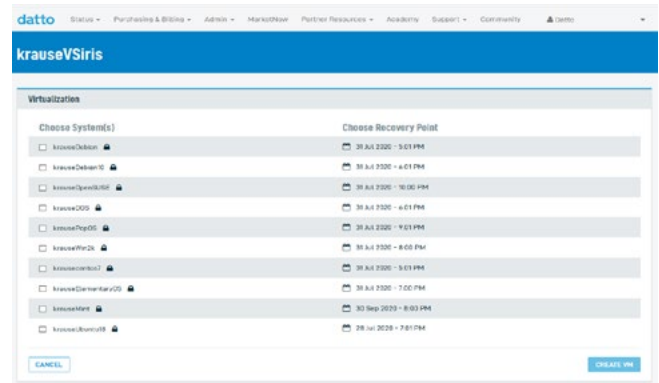 datto Status Purchasing & Billing Admin MarketNow Partner Resources Academy Support Community Demo
krauseVSiris
Virtualization
Choose System(s) Choose Recovery Point
krauseDebian 31 Jul 2020 - 5:01 PM
krauseDebian10 31 Jul 2020 - 6:01 PM
krauseOpenSUSE 31 Jul 2020 - 10:00 PM
31 Jul 2020 - 6:01 PM
krausePopOS 31 Jul 2020 - 9:01 PM
krauseWin2k 31 Jul 2020 - 8:00 PM
31 Jul 2020 - 5:01 PM
krauseElementaryOS 31 Jul 2020 - 7:00 PM
krauseMint 30 Sep 2020 - 8:03 PM
krauseUbuntu18 28 Jul 2020 - 7:01 PM
CANCEL CREATE VM